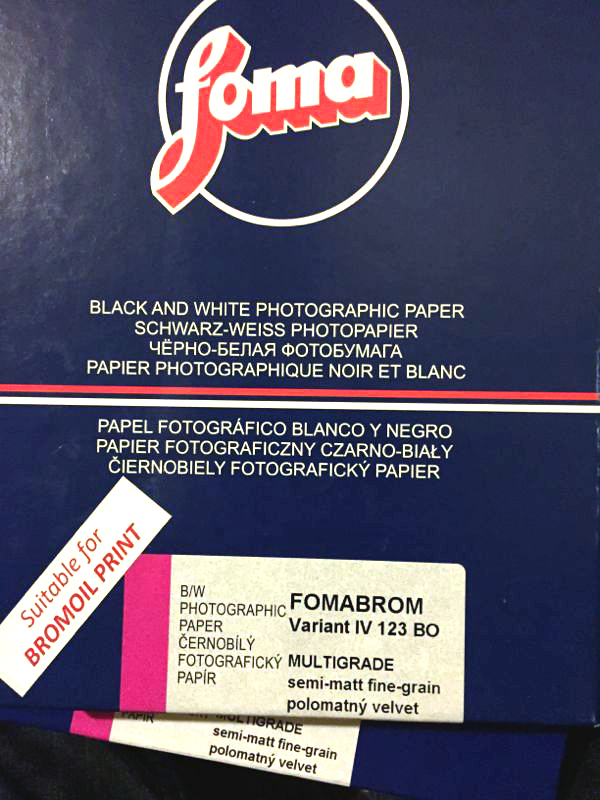 foma
BLACK AND WHITE PHOTOGRAPHIC PAPER
SCHWARZ-WEISS PHOTOPAPIER
ЧЁРНО-БЕЛАЯ ФОТОБУМАГА
PAPIER PHOTOGRAPHIQUE NOIR ET BLANC
PAPEL FOTOGRÁFICO BLANCO Y NEGRO
PAPIER FOTOGRAFICZNY CZARNO-BIAŁY
ČIERNOBIELY FOTOGRAFICKÝ PAPIER
Suitable for
BROMOIL PRINT
B/W
PHOTOGRAPHIC
PAPER
ČERNOBÍLÝ
FOTOGRAFICKÝ
PAPÍR
FOMABROM
Variant IV 123 BO
MULTIGRADE
semi-matt fine-grain
polomatný velvet
PAPÍR
MULTIGRADE
semi-matt fine-grain
polomatný velvet